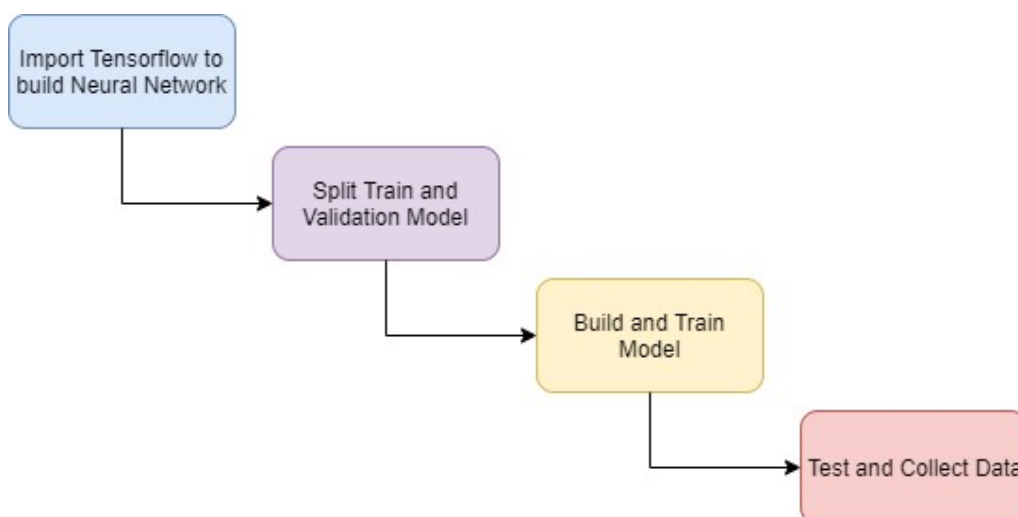 Import Tensorflow to
build Neural Network
Split Train and
Validation Model
Build and Train
Model
Test and Collect Data